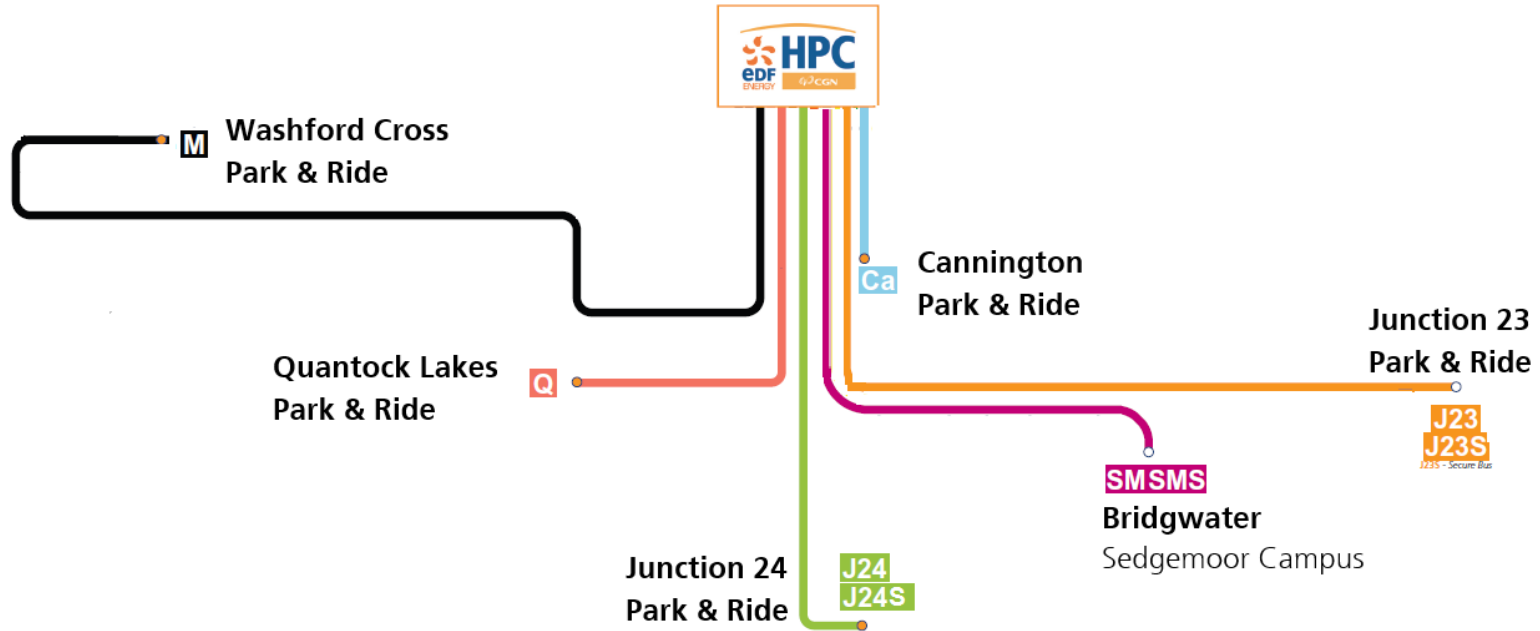 HPC
eDF
ENERGY
CGN
M
Washford Cross
Park & Ride
Ca
Cannington
Park & Ride
Junction 23
Park & Ride
J23
J23S
J23S - Secure Bus
Quantock Lakes
Park & Ride
Q
SM SMS
Bridgwater
Sedgemoor Campus
Junction 24
Park & Ride
J24
J24S